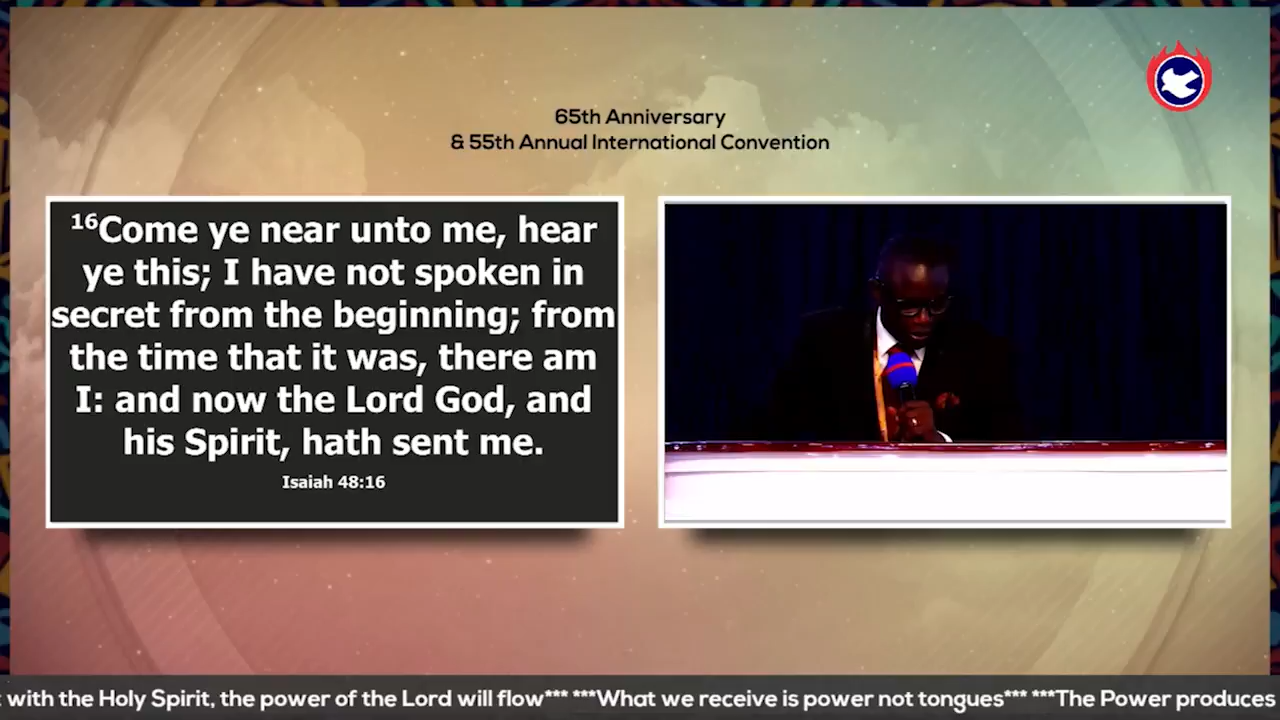 65th Anniversary
& 55th Annual International Convention
16Come ye near unto me, hear
ye this; I have not spoken in
secret from the beginning; from
the time that it was, there am
I: and now the Lord God, and
his Spirit, hath sent me.
Isaiah 48:16
with the Holy Spirit, the power of the Lord will flow*** ***What we receive is power not tongues*** ***The Power produces